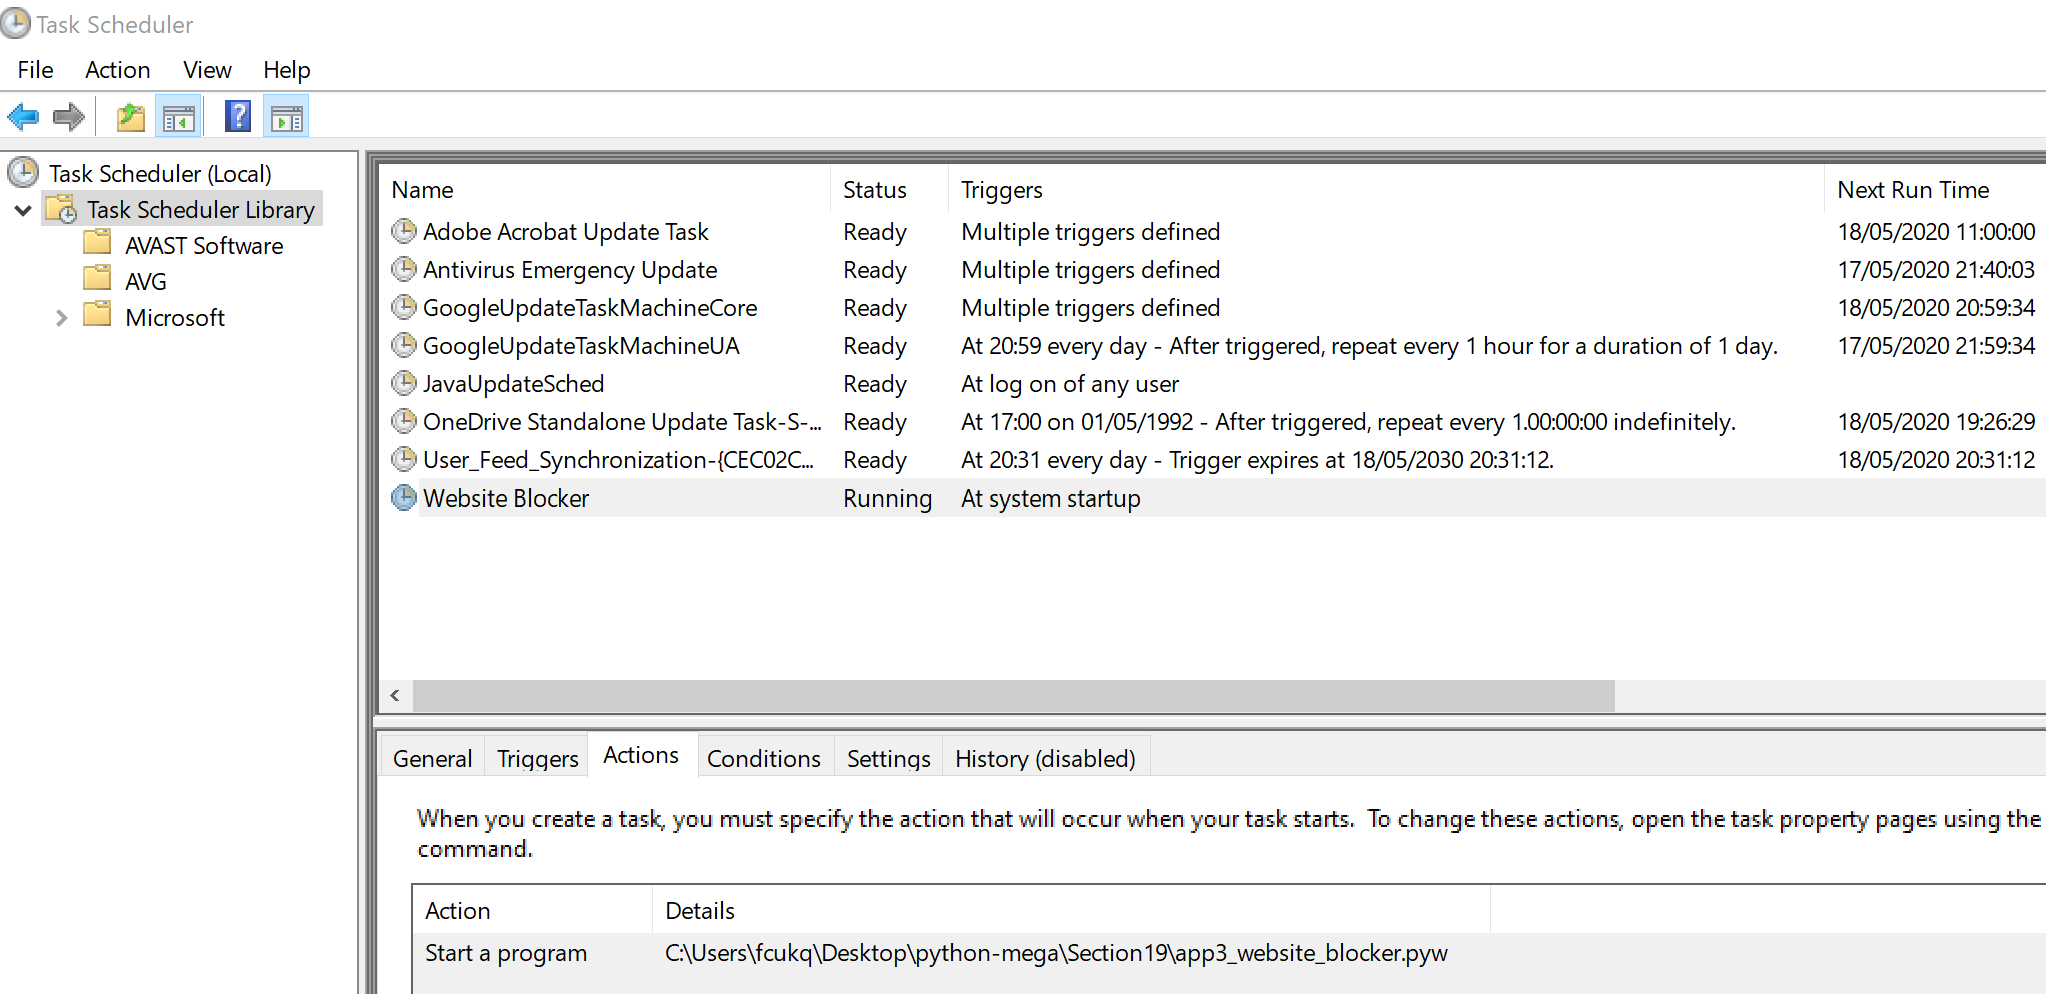 Task Scheduler
File Action View Help
Task Scheduler (Local)
Task Scheduler Library
AVAST Software
AVG
Microsoft
Name Status Triggers Next Run Time
Adobe Acrobat Update Task Ready Multiple triggers defined 18/05/2020 11:00:00
Antivirus Emergency Update Ready Multiple triggers defined 17/05/2020 21:40:03
GoogleUpdateTaskMachineCore Ready Multiple triggers defined 18/05/2020 20:59:34
GoogleUpdateTaskMachineUA Ready At 20:59 every day - After triggered, repeat every 1 hour for a duration of 1 day. 17/05/2020 21:59:34
JavaUpdateSched Ready At log on of any user
OneDrive Standalone Update Task-S-... Ready At 17:00 on 01/05/1992 - After triggered, repeat every 1.00:00:00 indefinitely. 18/05/2020 19:26:29
User_Feed_Synchronization-{CEC02C... Ready At 20:31 every day - Trigger expires at 18/05/2030 20:31:12. 18/05/2020 20:31:12
Website Blocker Running At system startup
General Triggers Actions Conditions Settings History (disabled)
When you create a task, you must specify the action that will occur when your task starts. To change these actions, open the task property pages using the
command.
Action Details
Start a program C:\Users\fcukq\Desktop\python-mega\Section19\app3_website_blocker.pyw